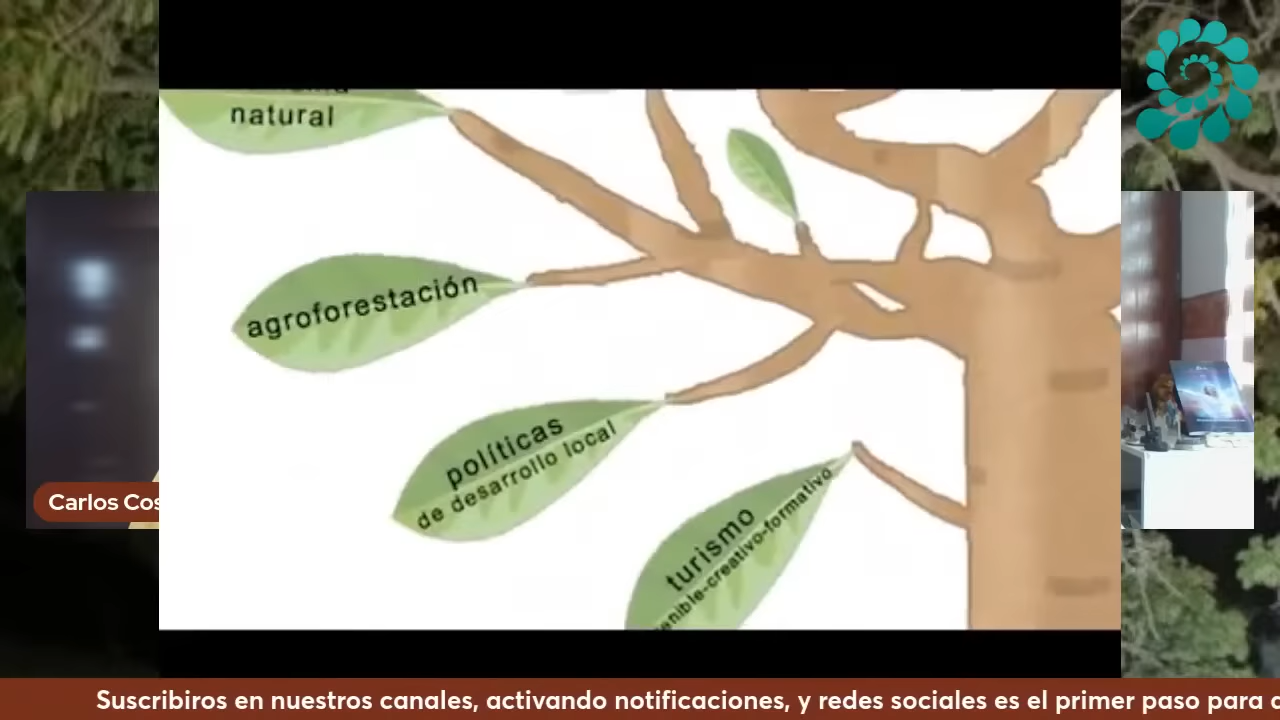 natural
agroforestación
políticas
de desarrollo local
turismo
Carlos
Suscribiros en nuestros canales, activando notificaciones, y redes sociales es el primer paso para